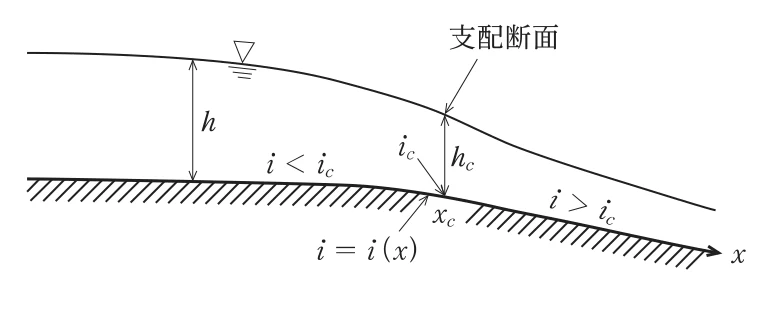 支配断面
h
i < i_c
i_c
h_c
x_c
i > i_c
i = i(x)
x